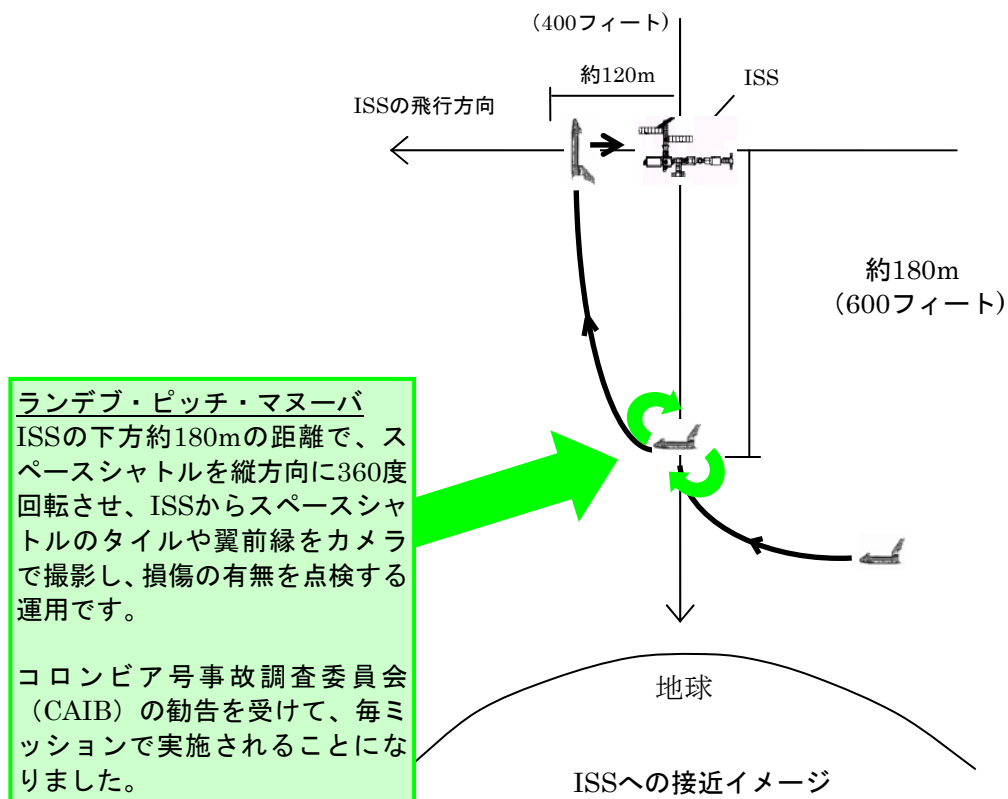 （400フィート）
約120m
ISS
ISSの飛行方向
約180m
（600フィート）
ランデブ・ピッチ・マヌーバ
ISSの下方約180mの距離で、ス
ペースシャトルを縦方向に360度
回転させ、ISSからスペースシャ
トルのタイルや翼前縁をカメラ
で撮影し、損傷の有無を点検する
運用です。
コロンビア号事故調査委員会
（CAIB）の勧告を受けて、毎ミ
ッションで実施されることにな
りました。
地球
ISSへの接近イメージ